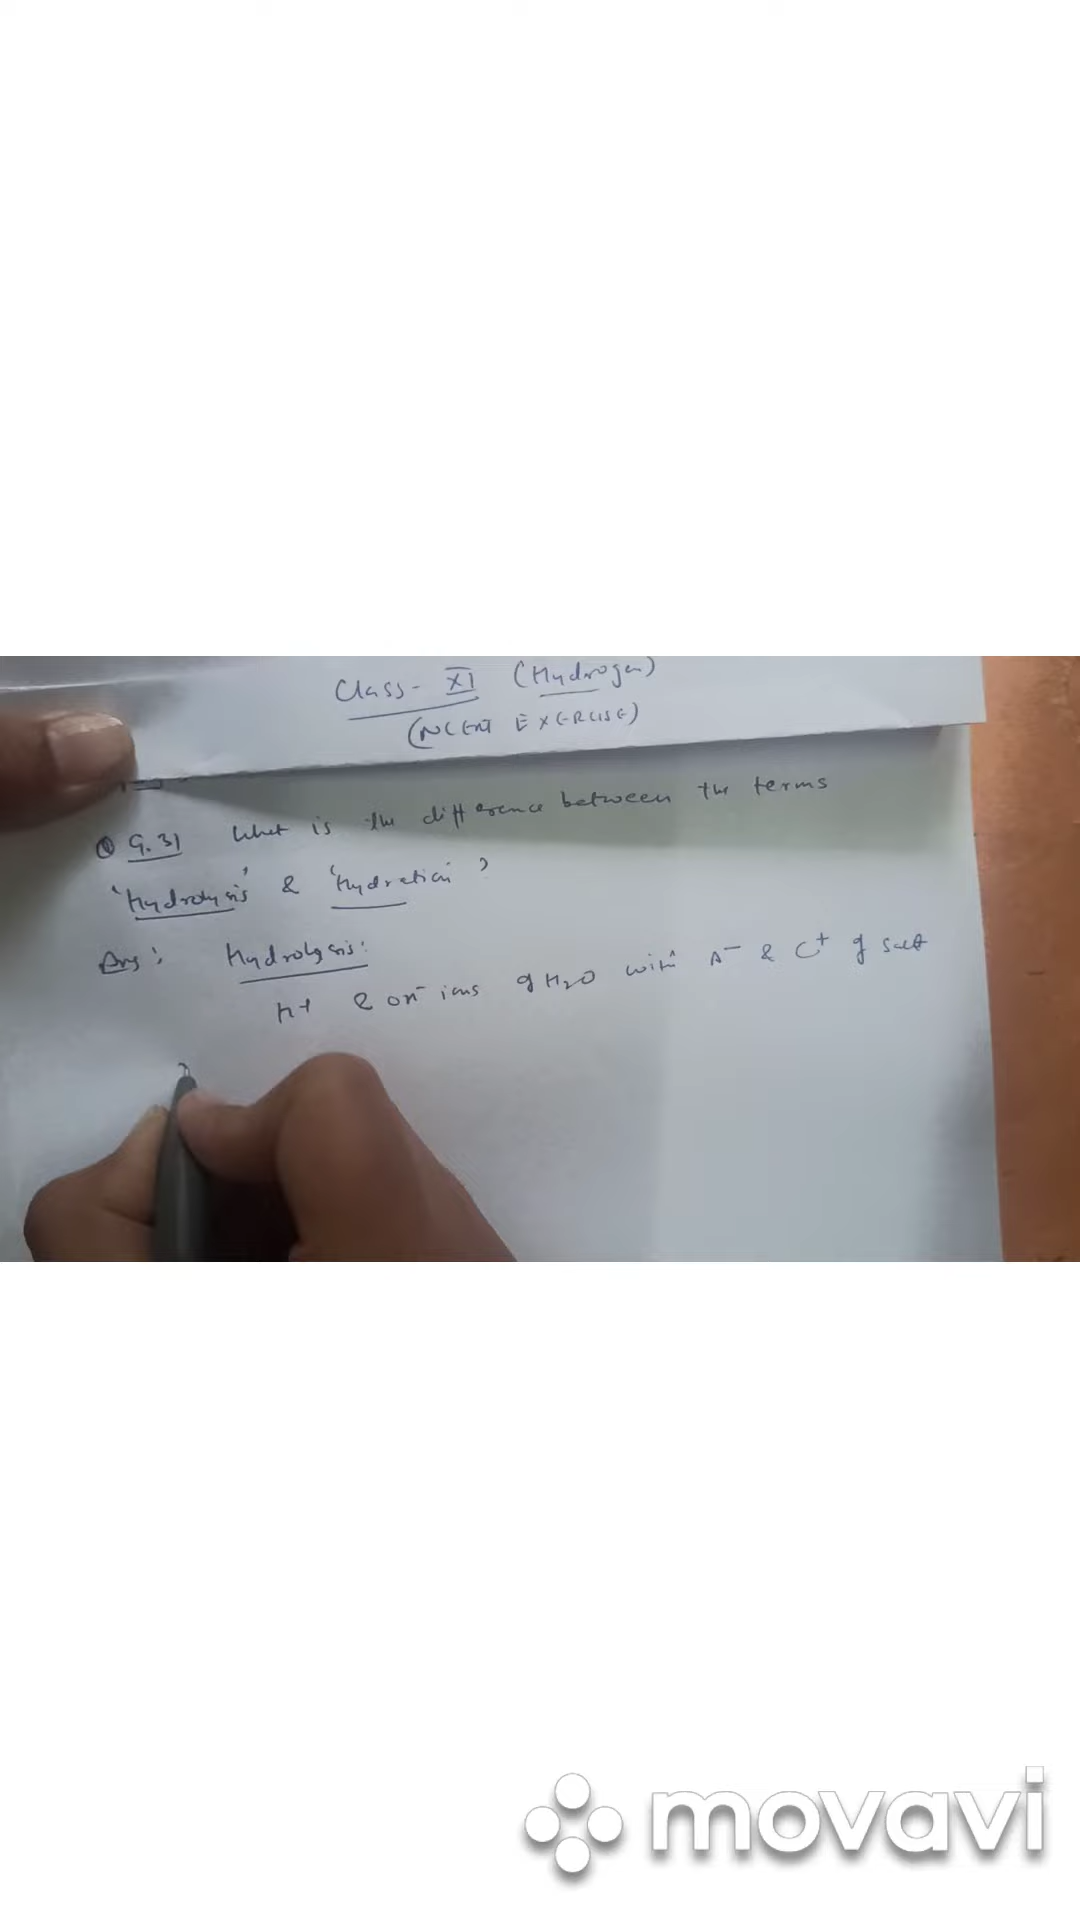 Class- XI (Hydrogen)
(NCERT EXERCISE)
Q 9.31 What is the difference between the terms
'Hydrolysis' & 'Hydration'?
Ans: Hydrolysis:
H+ & OH- ions of H2O with A- & C+ of salt
movavi